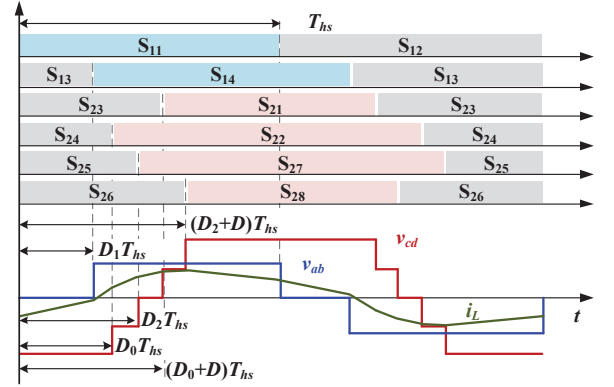 T_hs
S_11 S_12
S_13 S_14 S_13
S_23 S_21 S_23
S_24 S_22 S_24
S_25 S_27 S_25
S_26 S_28 S_26
(D_2+D)T_hs
D_1T_hs
v_ab
v_cd
D_2T_hs
i_L
t
D_0T_hs
(D_0+D)T_hs